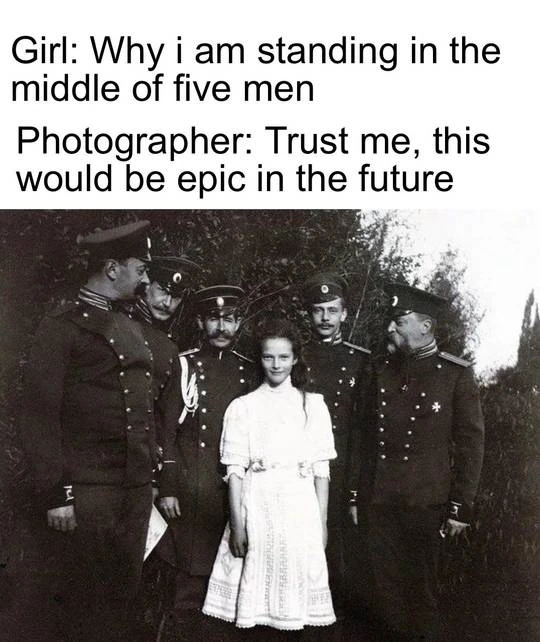 Girl: Why i am standing in the
middle of five men
Photographer: Trust me, this
would be epic in the future